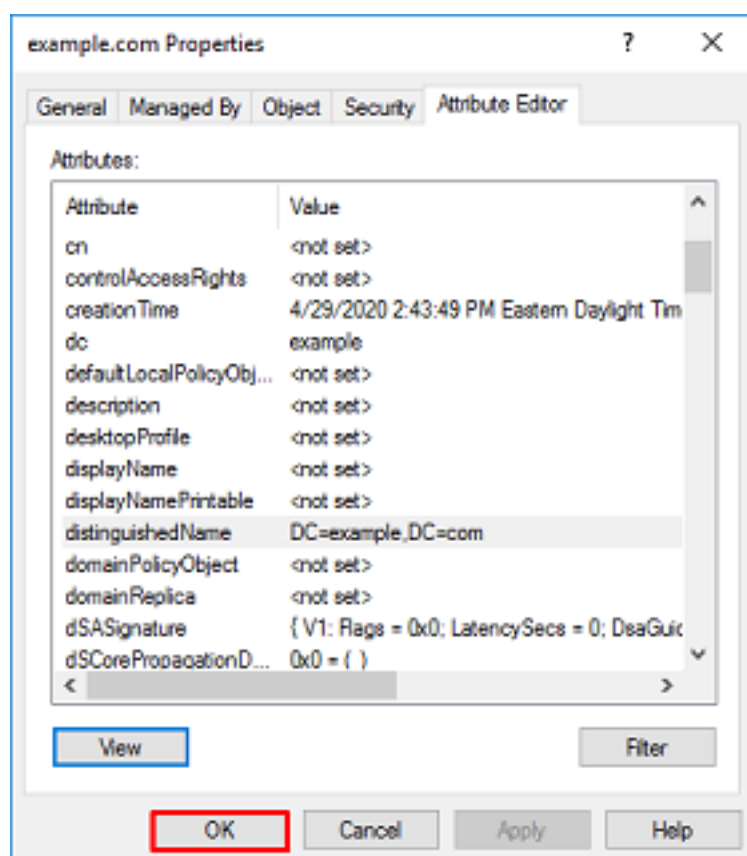 example.com Properties ? ×
General Managed By Object Security Attribute Editor
Attributes:
Attribute Value
cn <not set>
controlAccessRights <not set>
creationTime 4/29/2020 2:43:49 PM Eastern Daylight Tim
dc example
defaultLocalPolicyObj... <not set>
description <not set>
desktopProfile <not set>
displayName <not set>
displayNamePrintable <not set>
distinguishedName DC=example,DC=com
domainPolicyObject <not set>
domainReplica <not set>
dSASignature { V1: Flags = 0x0; LatencySecs = 0; DsaGuid
dSCorePropagationD... 0x0 = ( )
View Filter
OK Cancel Apply Help